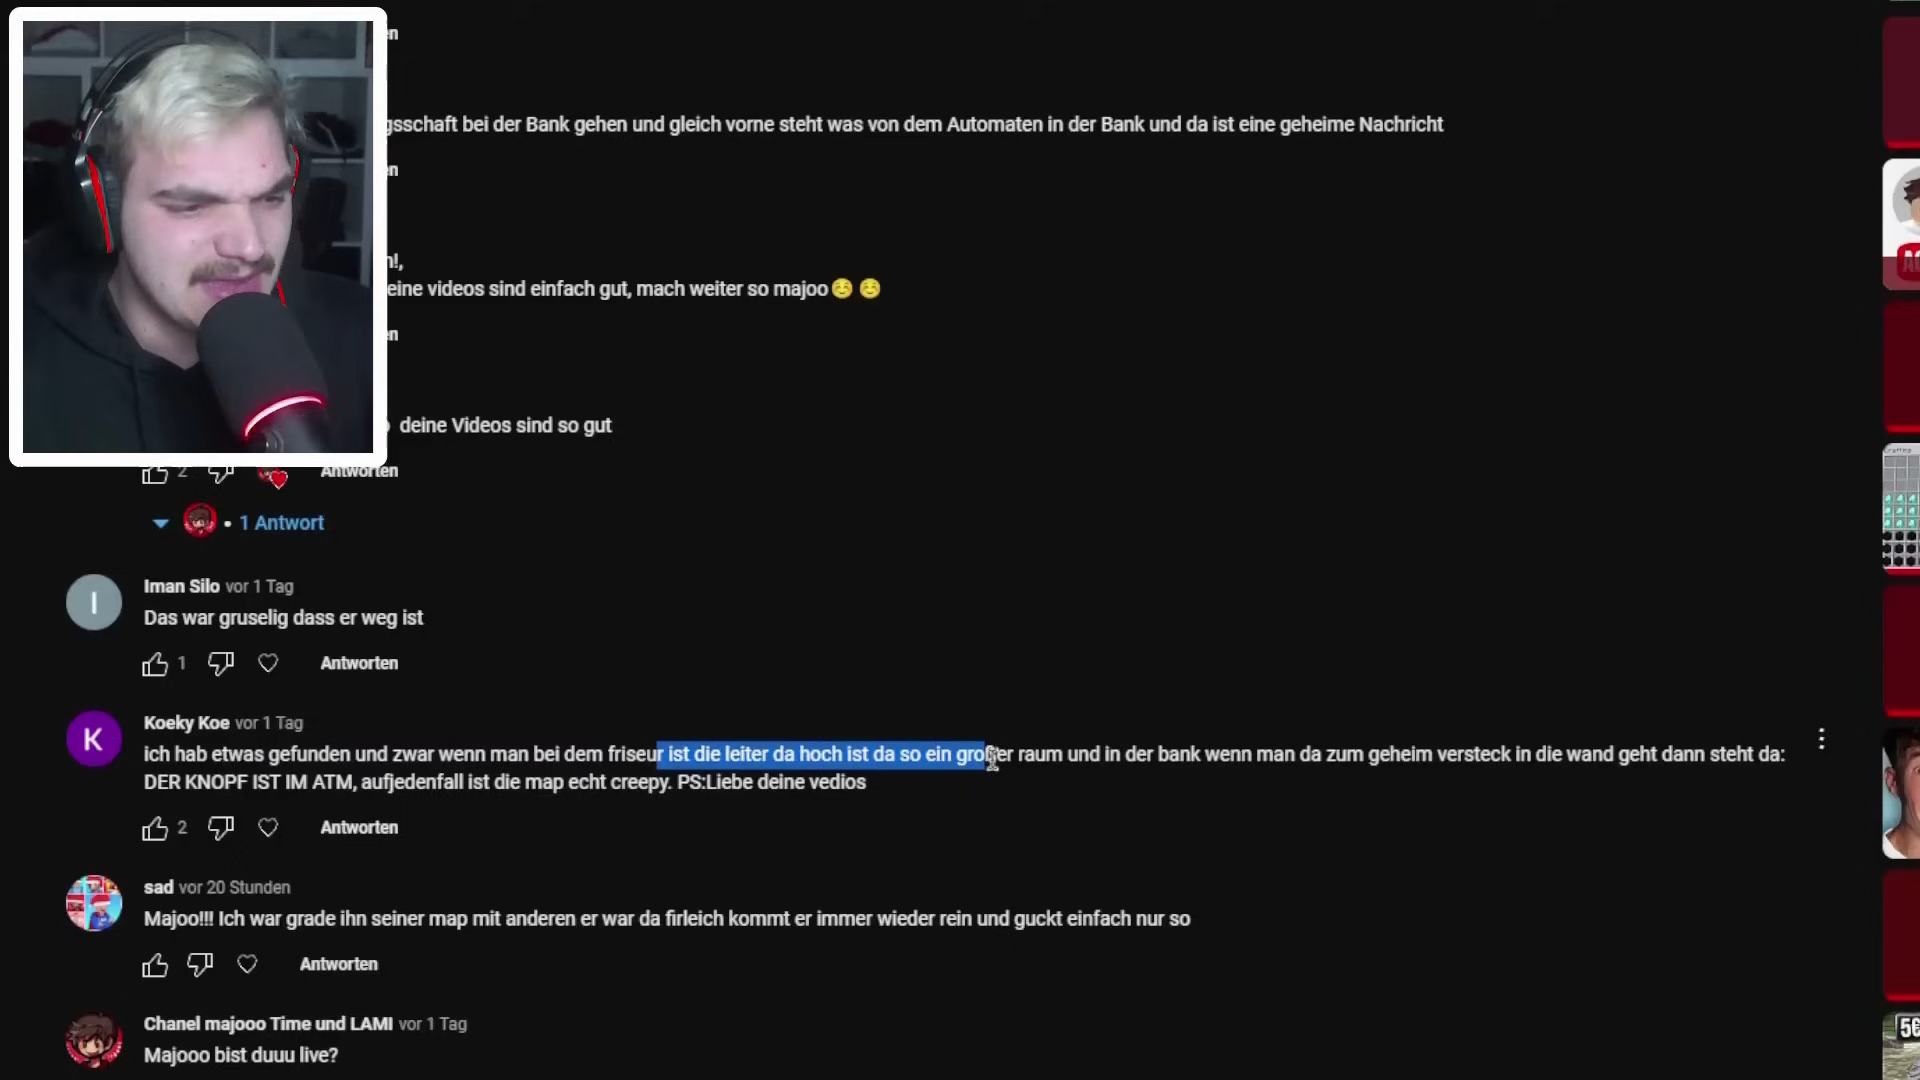 gsschaft bei der Bank gehen und gleich vorne steht was von dem Automaten in der Bank und da ist eine geheime Nachricht
eine videos sind einfach gut, mach weiter so majoo☺️ ☺️
deine Videos sind so gut
2 Antworten
• 1 Antwort
Iman Silo vor 1 Tag
Das war gruselig dass er weg ist
1 Antworten
Koeky Koe vor 1 Tag
ich hab etwas gefunden und zwar wenn man bei dem friseur ist die leiter da hoch ist da so ein großer raum und in der bank wenn man da zum geheim versteck in die wand geht dann steht da:
DER KNOPF IST IM ATM, aufjedenfall ist die map echt creepy. PS:Liebe deine vedios
2 Antworten
sad vor 20 Stunden
Majoo!!! Ich war grade ihn seiner map mit anderen er war da firleich kommt er immer wieder rein und guckt einfach nur so
Antworten
Chanel majooo Time und LAMI vor 1 Tag
Majooo bist duuu live?